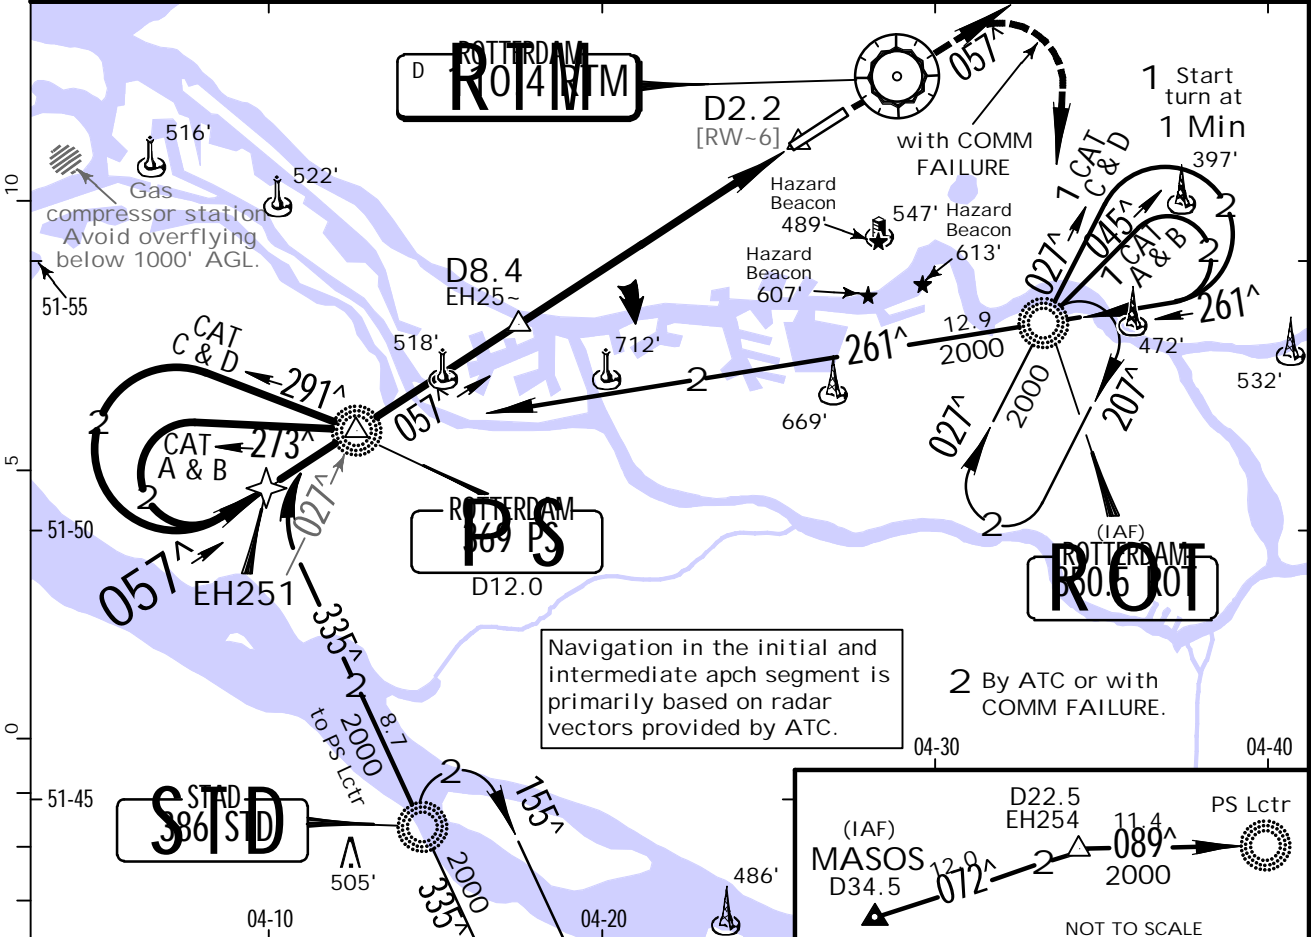 ROTTERDAM
D
RTM
057^
1 Start
turn at
1 Min
D2.2
[RW~6]
with COMM
FAILURE
1 CAT
C & D
397'
516'
522'
Gas
compressor station
Avoid overflying
below 1000' AGL.
10
Hazard
Beacon
489'
547'
Hazard
Beacon
613'
Hazard
Beacon
607'
027^
045^
1 CAT
A & B
2
2
261^
51-55
D8.4
EH25~
518'
712'
12.9
261^
2000
2
472'
532'
669'
CAT
C & D
291^
057^
2
CAT
A & B
273^
2
027^
2000
207^
027^
2
5
51-50
ROTTERDAM
369 PS
PS
D12.0
057^
EH251
(IAF)
ROTTERDAM
350.5 ROT
ROT
335^
2
8.7
2000
to PS Lctr
Navigation in the initial and
intermediate apch segment is
primarily based on radar
vectors provided by ATC.
2 By ATC or with
COMM FAILURE.
0
04-30
04-40
51-45
STAD
386 STD
STD
2
155^
2000
335^
505'
486'
04-10
04-20
(IAF)
MASOS
D34.5
12.0
072^
2
D22.5
EH254
11.4
089^
2000
PS Lctr
NOT TO SCALE